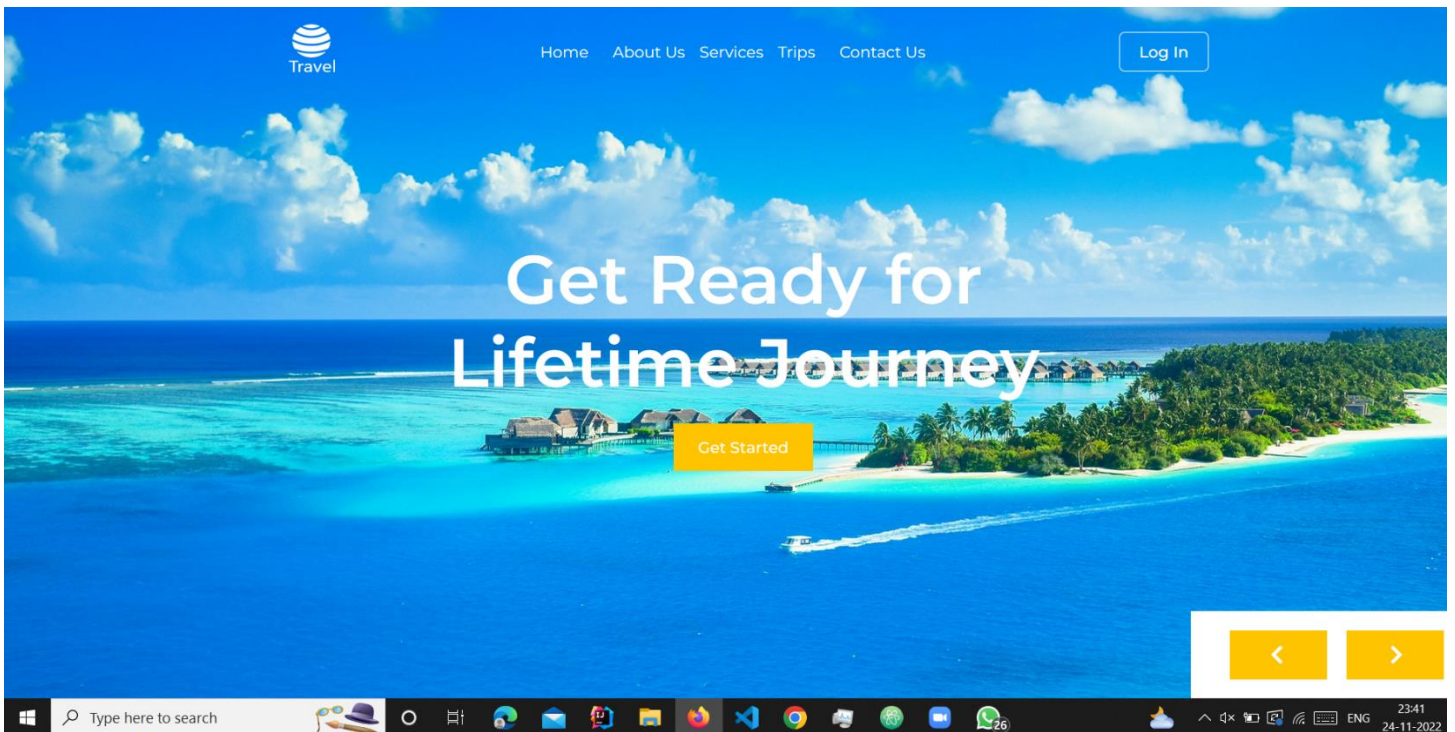 Travel
Home About Us Services Trips Contact Us
Log In
Get Ready for
Lifetime Journey
Get Started
Type here to search
26
ENG
23:41
24-11-2022